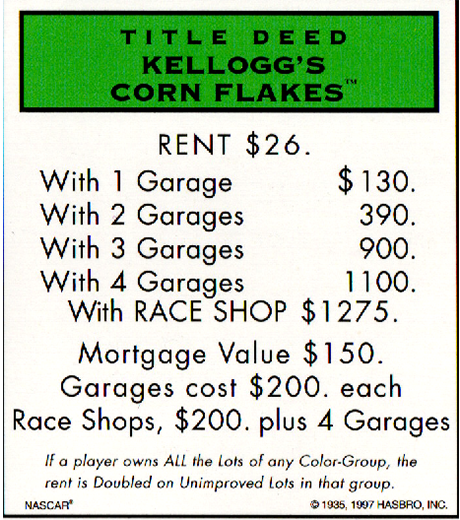 TITLE DEED
KELLOGG'S
CORN FLAKES™
RENT $26.
With 1 Garage $130.
With 2 Garages 390.
With 3 Garages 900.
With 4 Garages 1100.
With RACE SHOP $1275.
Mortgage Value $150.
Garages cost $200. each
Race Shops, $200. plus 4 Garages
If a player owns ALL the Lots of any Color-Group, the
rent is Doubled on Unimproved Lots in that group.
NASCAR® ©1935, 1997 HASBRO, INC.